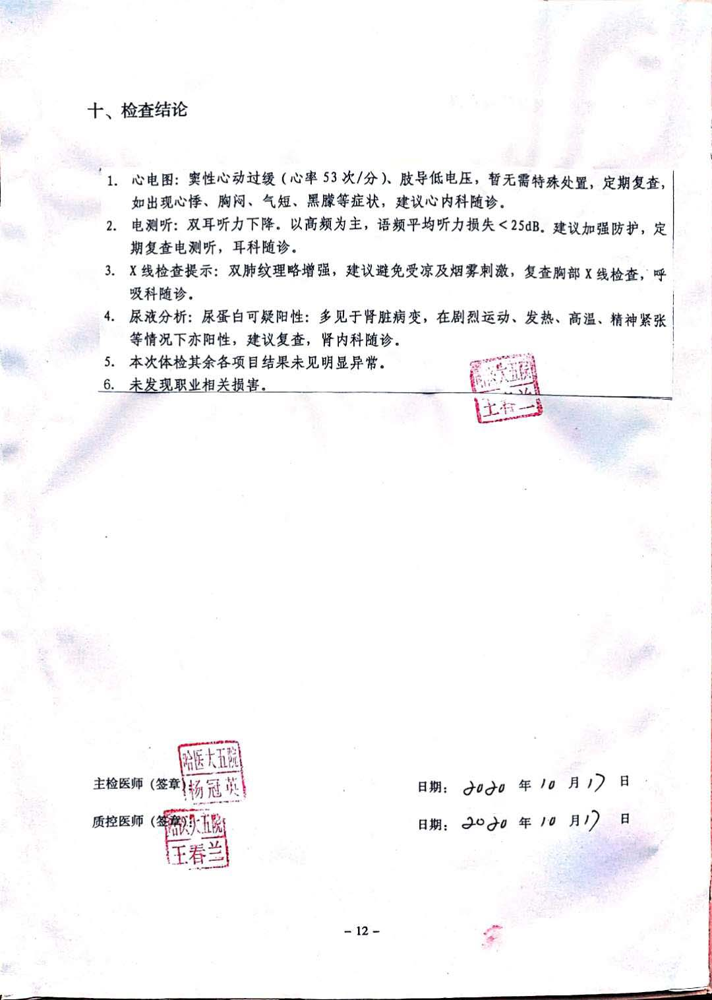 十、检查结论
1. 心电图：窦性心动过缓（心率 53 次/分）、肢导低电压，暂无需特殊处置，定期复查，
如出现心悸、胸闷、气短、黑朦等症状，建议心内科随诊。
2. 电测听：双耳听力下降。以高频为主，语频平均听力损失＜25dB。建议加强防护，定
期复查电测听，耳科随诊。
3. X 线检查提示：双肺纹理略增强，建议避免受凉及烟雾刺激，复查胸部 X 线检查，呼
吸科随诊。
4. 尿液分析：尿蛋白可疑阳性：多见于肾脏病变，在剧烈运动、发热、高温、精神紧张
等情况下亦阳性，建议复查，肾内科随诊。
5. 本次体检其余各项目结果未见明显异常。
6. 未发现职业相关损害。
哈医大五院
哈医大五院
主检医师（签章）
杨冠英
日期： 2020 年 10 月 17 日
质控医师（签章）：
哈医大五院
王春兰
日期： 2020 年 10 月 17 日
- 12 -